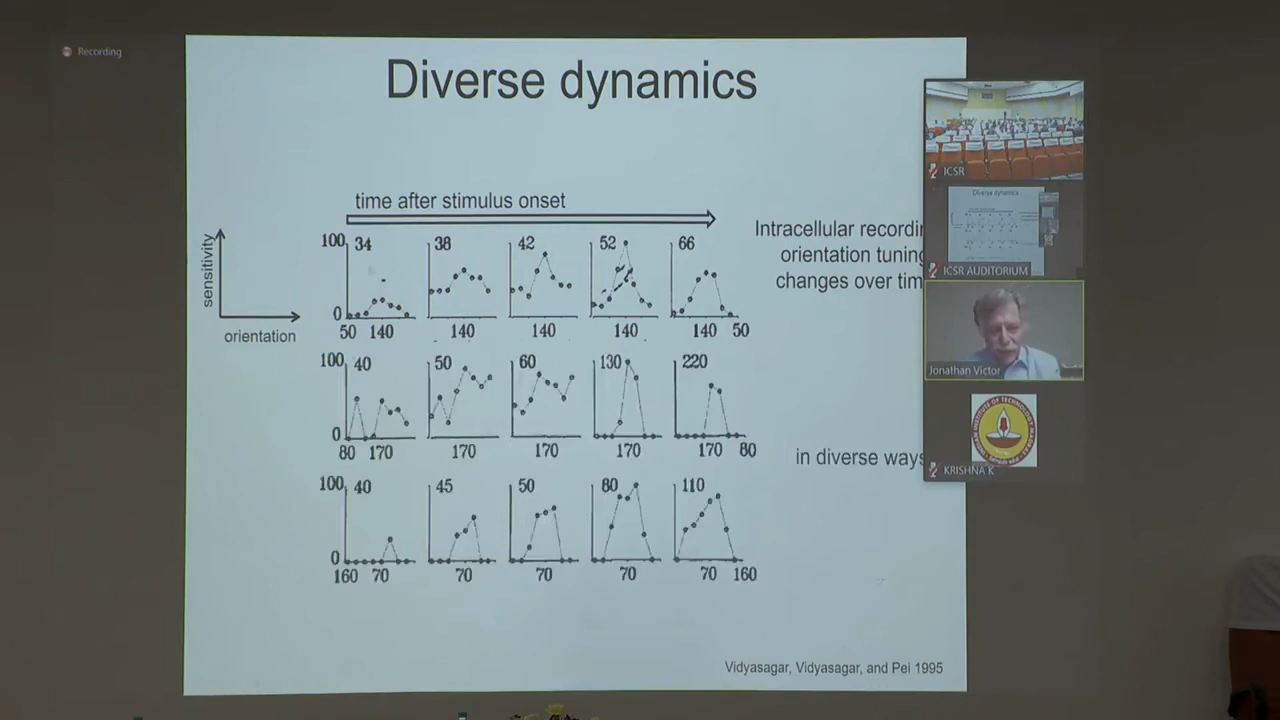 Recording
Diverse dynamics
time after stimulus onset
sensitivity
orientation
100 34 38 42 52 66
0
50 140 140 140 140 140 50
100 40 50 60 130 220
0
80 170 170 170 170 170 80
100 40 45 50 80 110
0
160 70 70 70 70 70 160
Intracellular
orientation tuning
changes over
in diverse ways
Vidyasagar, Vidyasagar, and Pei 1995
ICSR
Diverse dynamics
ICSR AUDITORIUM
Jonathan Victor
KRISHNA K